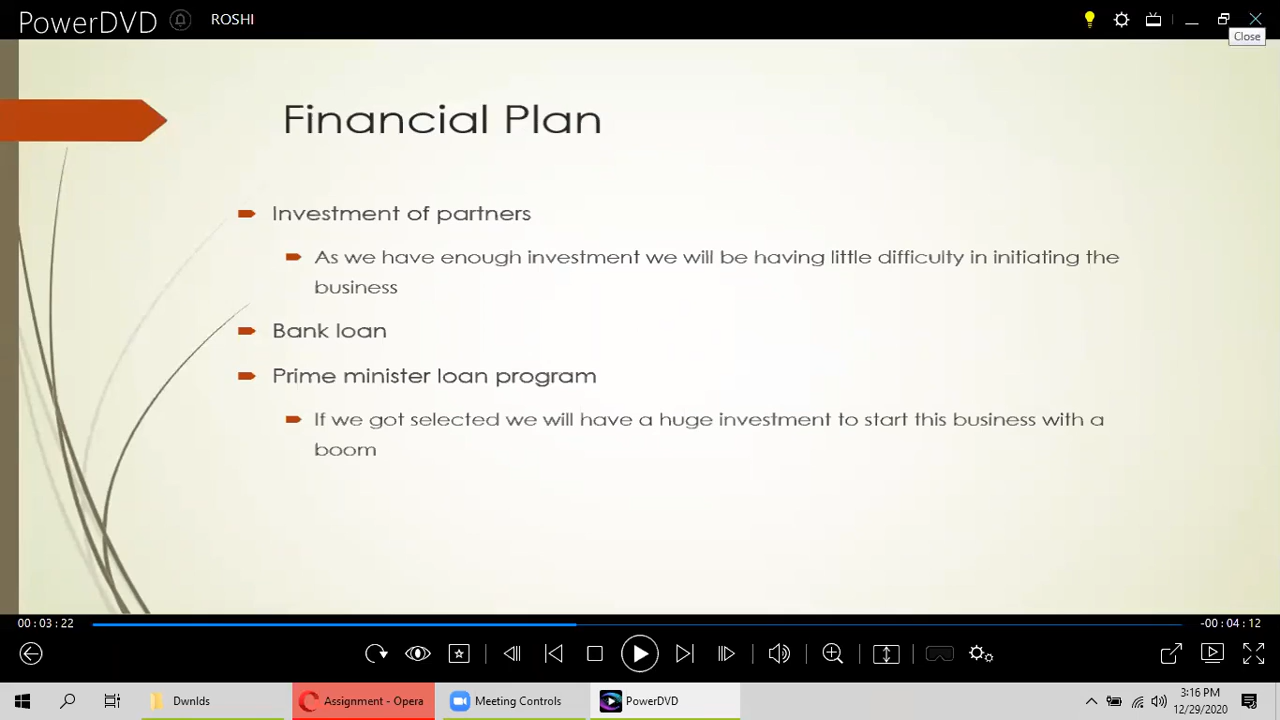 PowerDVD
ROSHI
Close
Financial Plan
Investment of partners
As we have enough investment we will be having little difficulty in initiating the
business
Bank loan
Prime minister loan program
If we got selected we will have a huge investment to start this business with a
boom
00 : 03 : 22
-00 : 04 : 12
Dwnlds
Assignment - Opera
Meeting Controls
PowerDVD
3:16 PM
12/29/2020